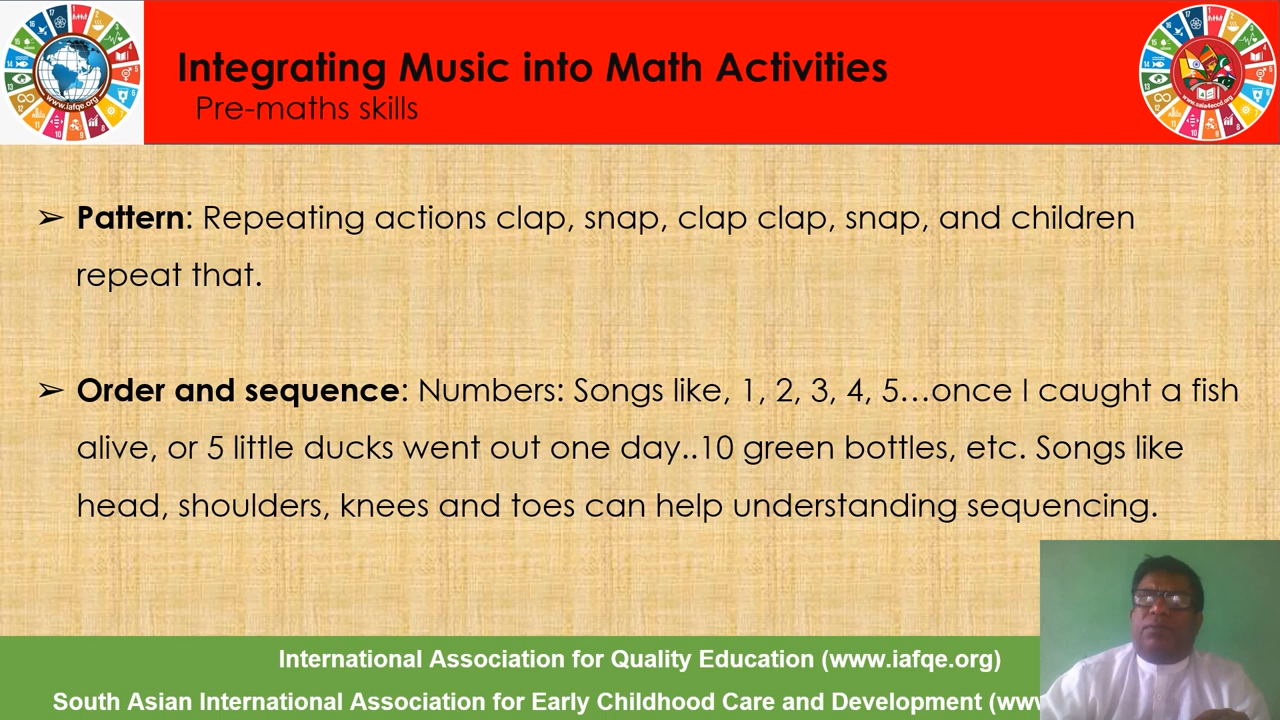 Integrating Music into Math Activities
Pre-maths skills
➢ Pattern: Repeating actions clap, snap, clap clap, snap, and children
repeat that.
➢ Order and sequence: Numbers: Songs like, 1, 2, 3, 4, 5…once I caught a fish
alive, or 5 little ducks went out one day..10 green bottles, etc. Songs like
head, shoulders, knees and toes can help understanding sequencing.
International Association for Quality Education (www.iafqe.org)
South Asian International Association for Early Childhood Care and Development (www
www.iafqe.org